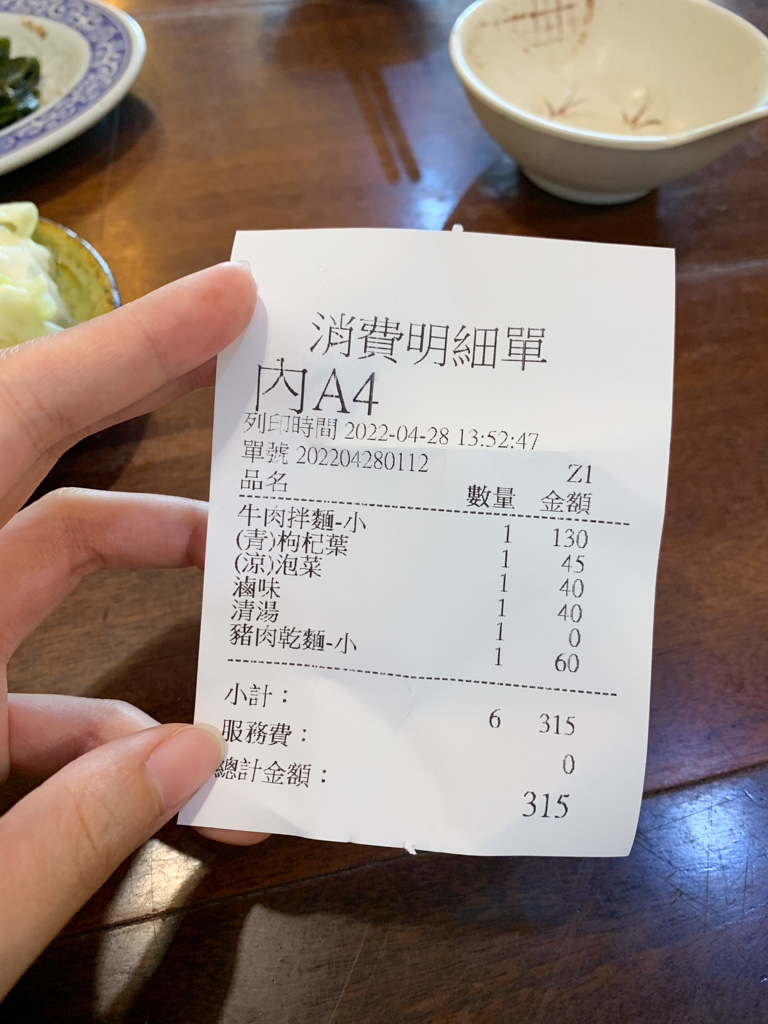 消費明細單
內A4
列印時間 2022-04-28 13:52:47
單號 202204280112 Z1
品名 數量 金額
牛肉拌麵-小 1 130
(青)枸杞葉 1 45
(涼)泡菜 1 40
滷味 1 40
清湯 1 0
豬肉乾麵-小 1 60
小計： 6 315
服務費： 0
總計金額： 315